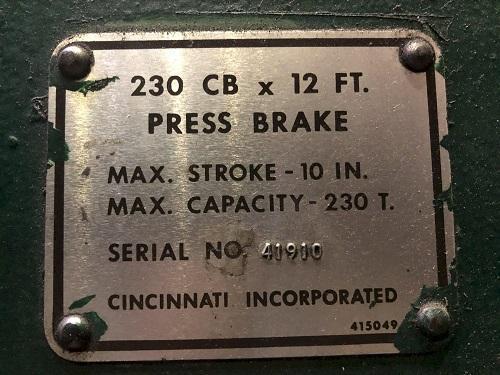 230 CB x 12 FT.
PRESS BRAKE
MAX. STROKE - 10 IN.
MAX. CAPACITY - 230 T.
SERIAL NO. 41910
CINCINNATI INCORPORATED
415049